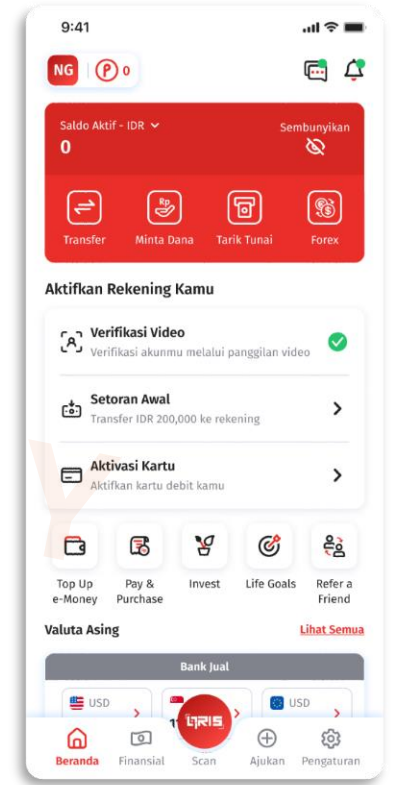 9:41
NG
P 0
Saldo Aktif - IDR
Sembunyikan
0
Rp
Transfer
Minta Dana
Tarik Tunai
Forex
Aktifkan Rekening Kamu
Verifikasi Video
Verifikasi akunmu melalui panggilan video
Setoran Awal
Transfer IDR 200,000 ke rekening
Aktivasi Kartu
Aktifkan kartu debit kamu
Top Up
e-Money
Pay &
Purchase
Invest
Life Goals
Refer a
Friend
Valuta Asing
Lihat Semua
Bank Jual
USD
USD
QRIS
Beranda
Finansial
Scan
Ajukan
Pengaturan